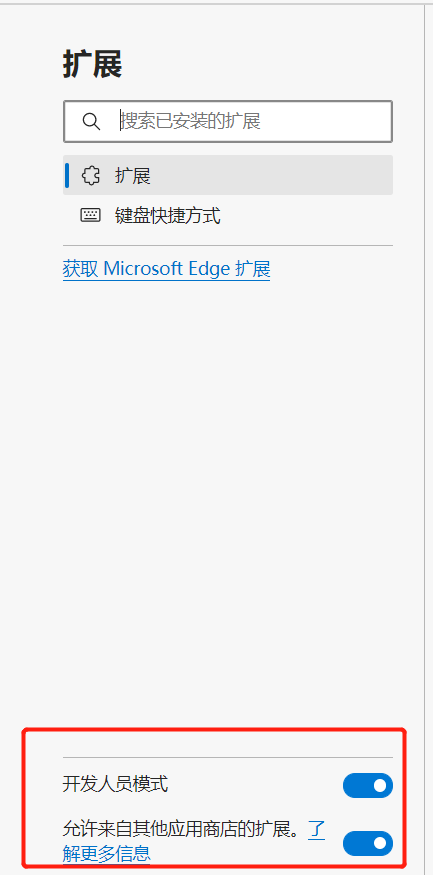 扩展
搜索已安装的扩展
扩展
键盘快捷方式
获取 Microsoft Edge 扩展
开发人员模式
允许来自其他应用商店的扩展。了
解更多信息